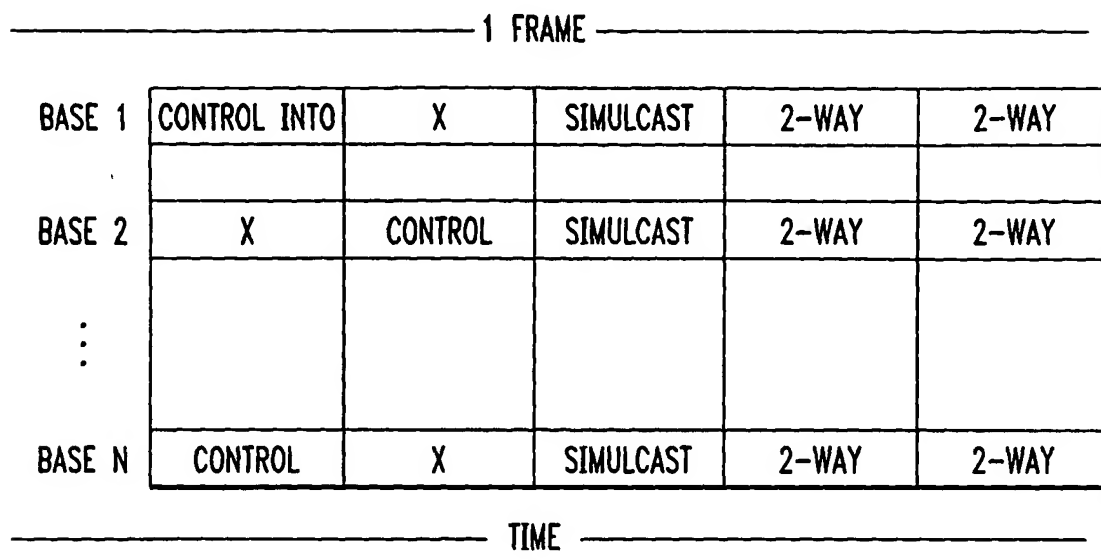 1 FRAME
BASE 1 CONTROL INTO X SIMULCAST 2-WAY 2-WAY
BASE 2 X CONTROL SIMULCAST 2-WAY 2-WAY
BASE N CONTROL X SIMULCAST 2-WAY 2-WAY
TIME